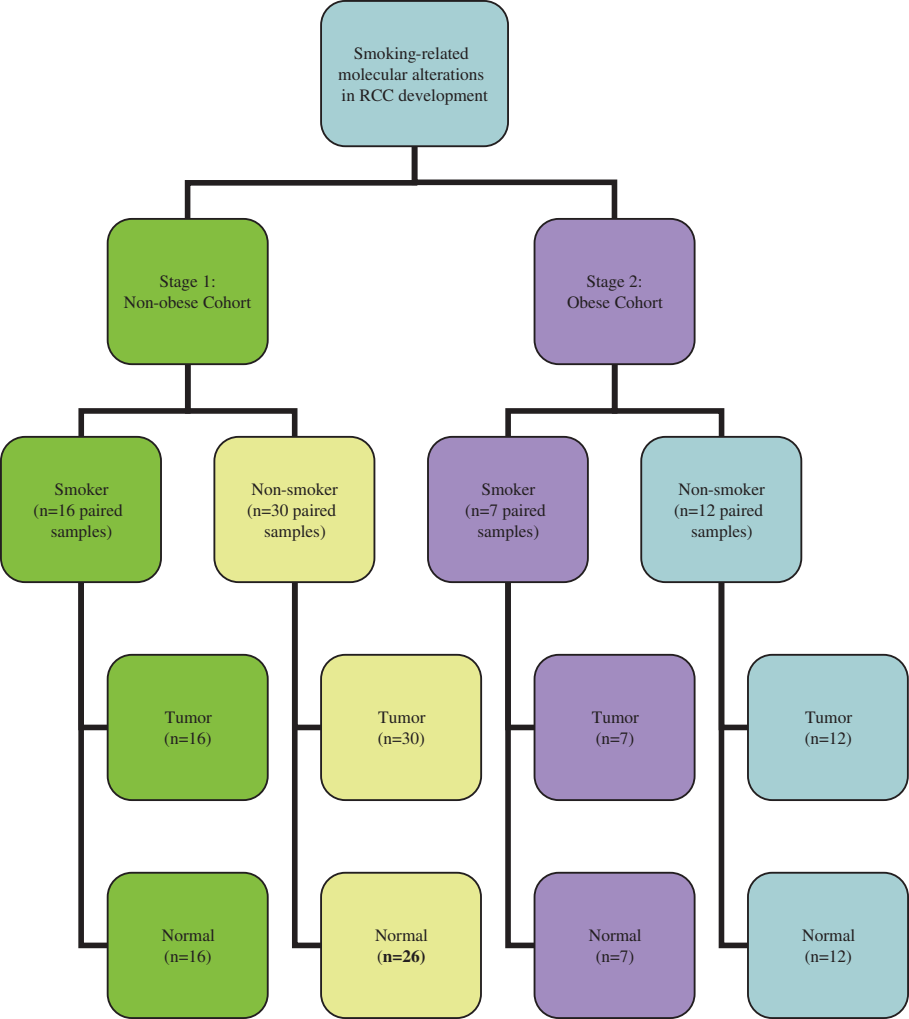 Smoking-related
molecular alterations
in RCC development
Stage 1:
Non-obese Cohort
Stage 2:
Obese Cohort
Smoker
(n=16 paired
samples)
Non-smoker
(n=30 paired
samples)
Smoker
(n=7 paired
samples)
Non-smoker
(n=12 paired
samples)
Tumor
(n=16)
Tumor
(n=30)
Tumor
(n=7)
Tumor
(n=12)
Normal
(n=16)
Normal
(n=26)
Normal
(n=7)
Normal
(n=12)